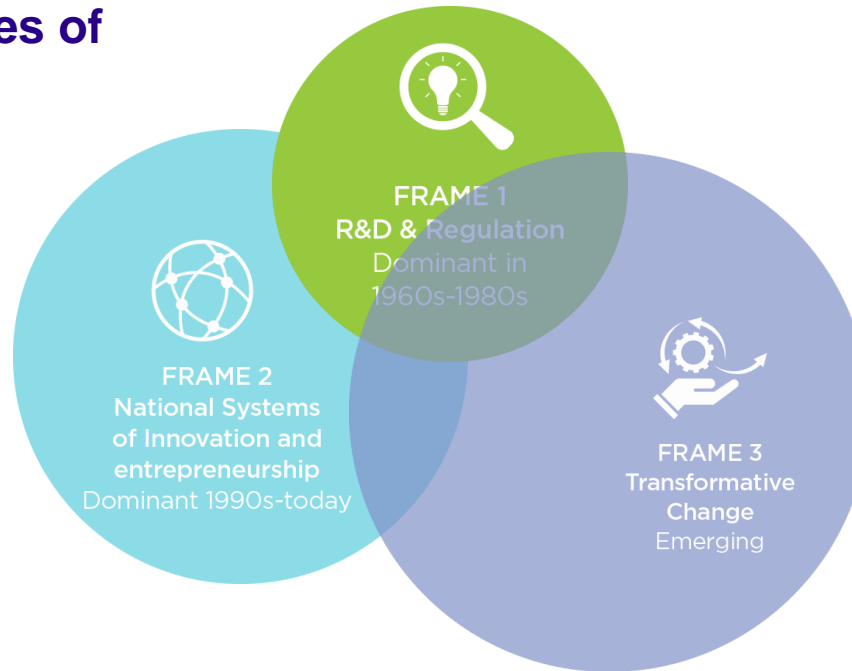 es of
FRAME 1
R&D & Regulation
Dominant in
1960s-1980s
FRAME 2
National Systems
of Innovation and
entrepreneurship
Dominant 1990s-today
FRAME 3
Transformative
Change
Emerging